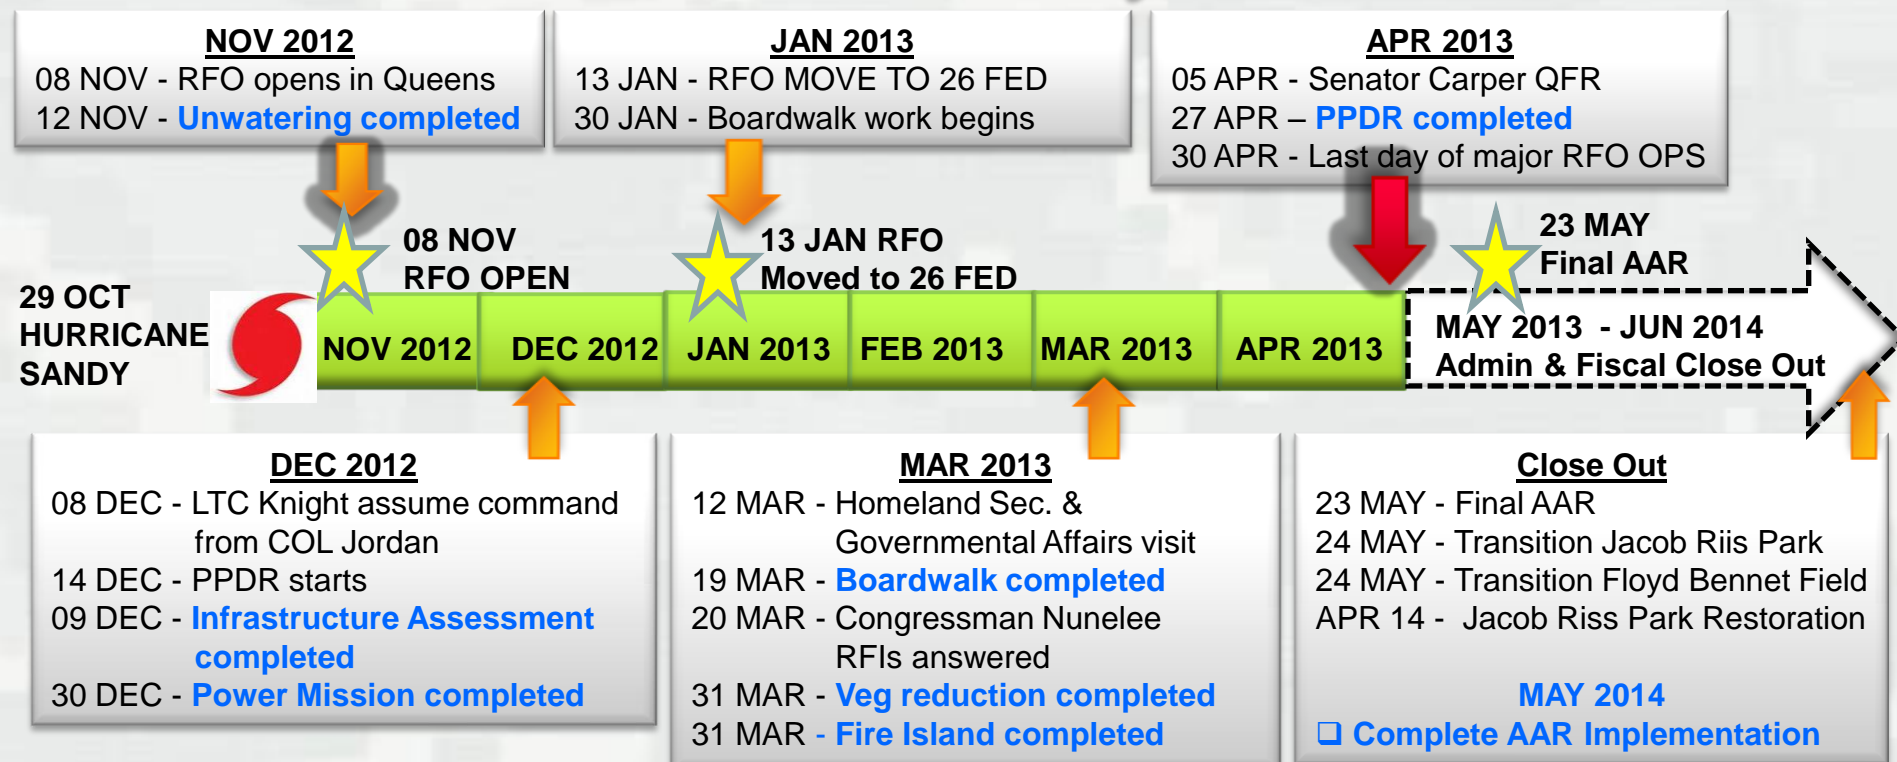 NOV 2012
08 NOV - RFO opens in Queens
12 NOV - Unwatering completed
JAN 2013
13 JAN - RFO MOVE TO 26 FED
30 JAN - Boardwalk work begins
APR 2013
05 APR - Senator Carper QFR
27 APR – PPDR completed
30 APR - Last day of major RFO OPS
08 NOV
RFO OPEN
13 JAN RFO
Moved to 26 FED
23 MAY
Final AAR
29 OCT
HURRICANE
SANDY
NOV 2012
DEC 2012
JAN 2013
FEB 2013
MAR 2013
APR 2013
MAY 2013 - JUN 2014
Admin & Fiscal Close Out
DEC 2012
08 DEC - LTC Knight assume command
from COL Jordan
14 DEC - PPDR starts
09 DEC - Infrastructure Assessment
completed
30 DEC - Power Mission completed
MAR 2013
12 MAR - Homeland Sec. &
Governmental Affairs visit
19 MAR - Boardwalk completed
20 MAR - Congressman Nunelee
RFIs answered
31 MAR - Veg reduction completed
31 MAR - Fire Island completed
Close Out
23 MAY - Final AAR
24 MAY - Transition Jacob Riis Park
24 MAY - Transition Floyd Bennet Field
APR 14 - Jacob Riss Park Restoration
MAY 2014
❑ Complete AAR Implementation